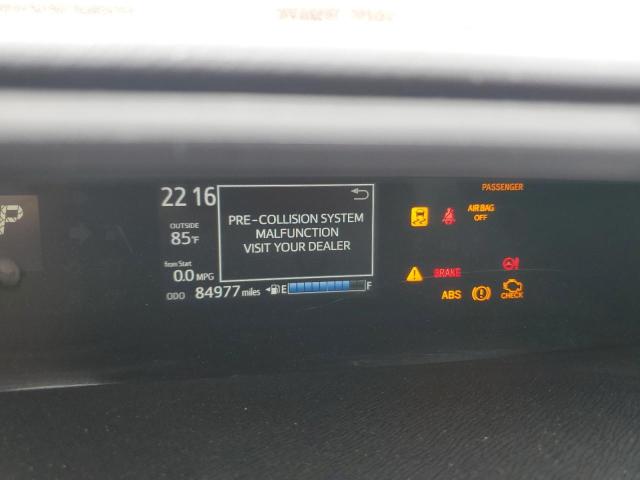 P
22 16
PRE-COLLISION SYSTEM
MALFUNCTION
VISIT YOUR DEALER
OUTSIDE
85°F
from Start
0.0 MPG
ODO 84977 miles
E F
PASSENGER
AIR BAG
OFF
BRAKE
ABS
CHECK